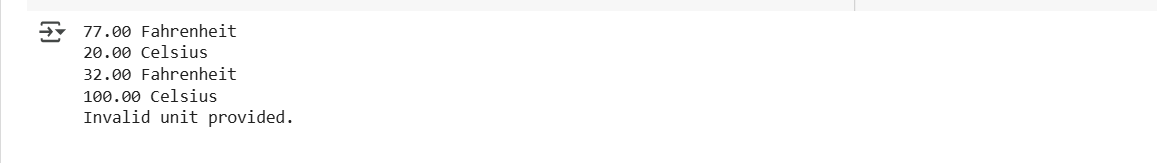 77.00 Fahrenheit
20.00 Celsius
32.00 Fahrenheit
100.00 Celsius
Invalid unit provided.